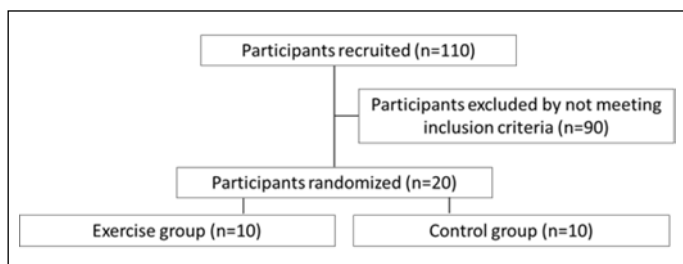 Participants recruited (n=110)
Participants excluded by not meeting
inclusion criteria (n=90)
Participants randomized (n=20)
Exercise group (n=10)
Control group (n=10)